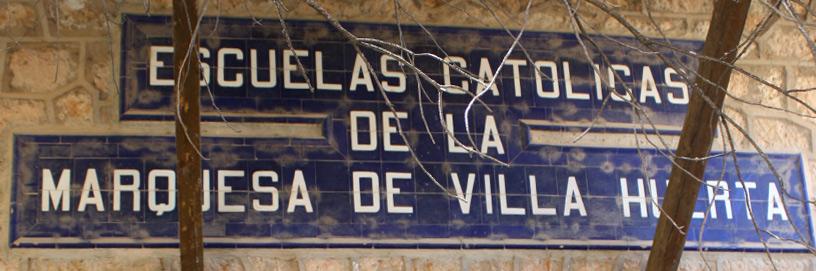 ESCUELAS CATOLICAS
DE LA
MARQUESA DE VILLA HUERTA